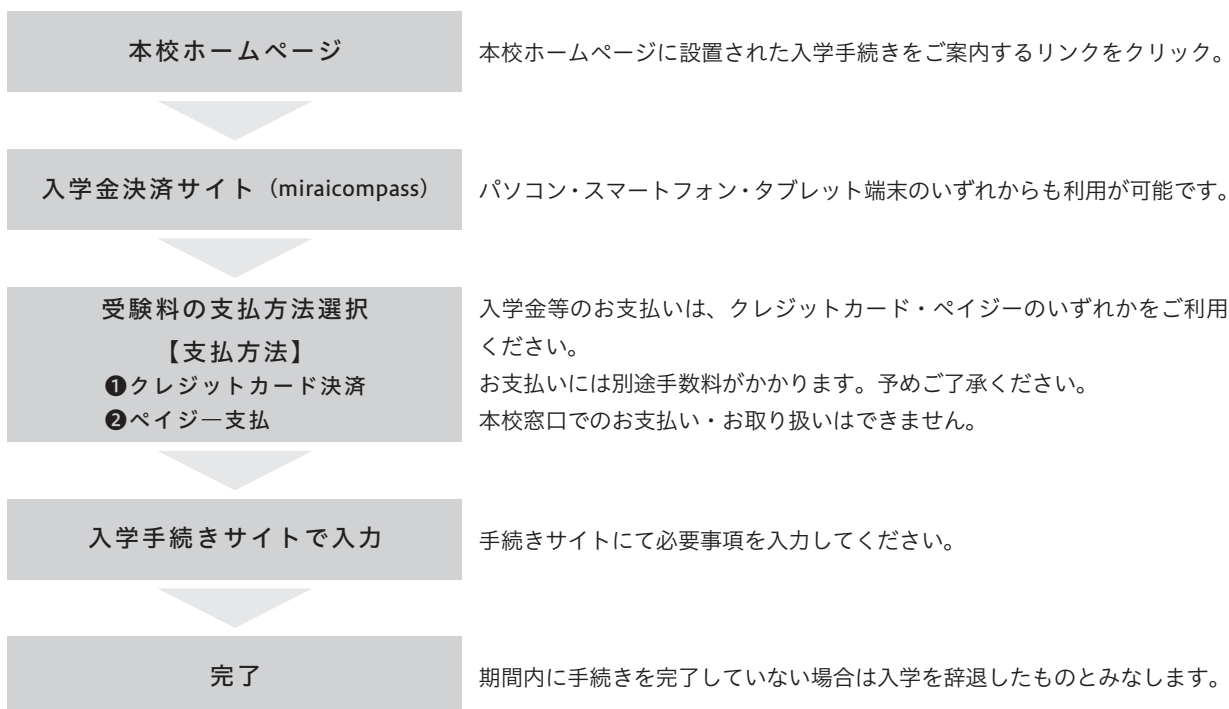 本校ホームページ
本校ホームページに設置された入学手続きをご案内するリンクをクリック。
入学金決済サイト（miraicompass）
パソコン・スマートフォン・タブレット端末のいずれからも利用が可能です。
受験料の支払方法選択
【支払方法】
❶クレジットカード決済
❷ペイジ―支払
入学金等のお支払いは、クレジットカード・ペイジーのいずれかをご利用
ください。
お支払いには別途手数料がかかります。予めご了承ください。
本校窓口でのお支払い・お取り扱いはできません。
入学手続きサイトで入力
手続きサイトにて必要事項を入力してください。
完了
期間内に手続きを完了していない場合は入学を辞退したものとみなします。